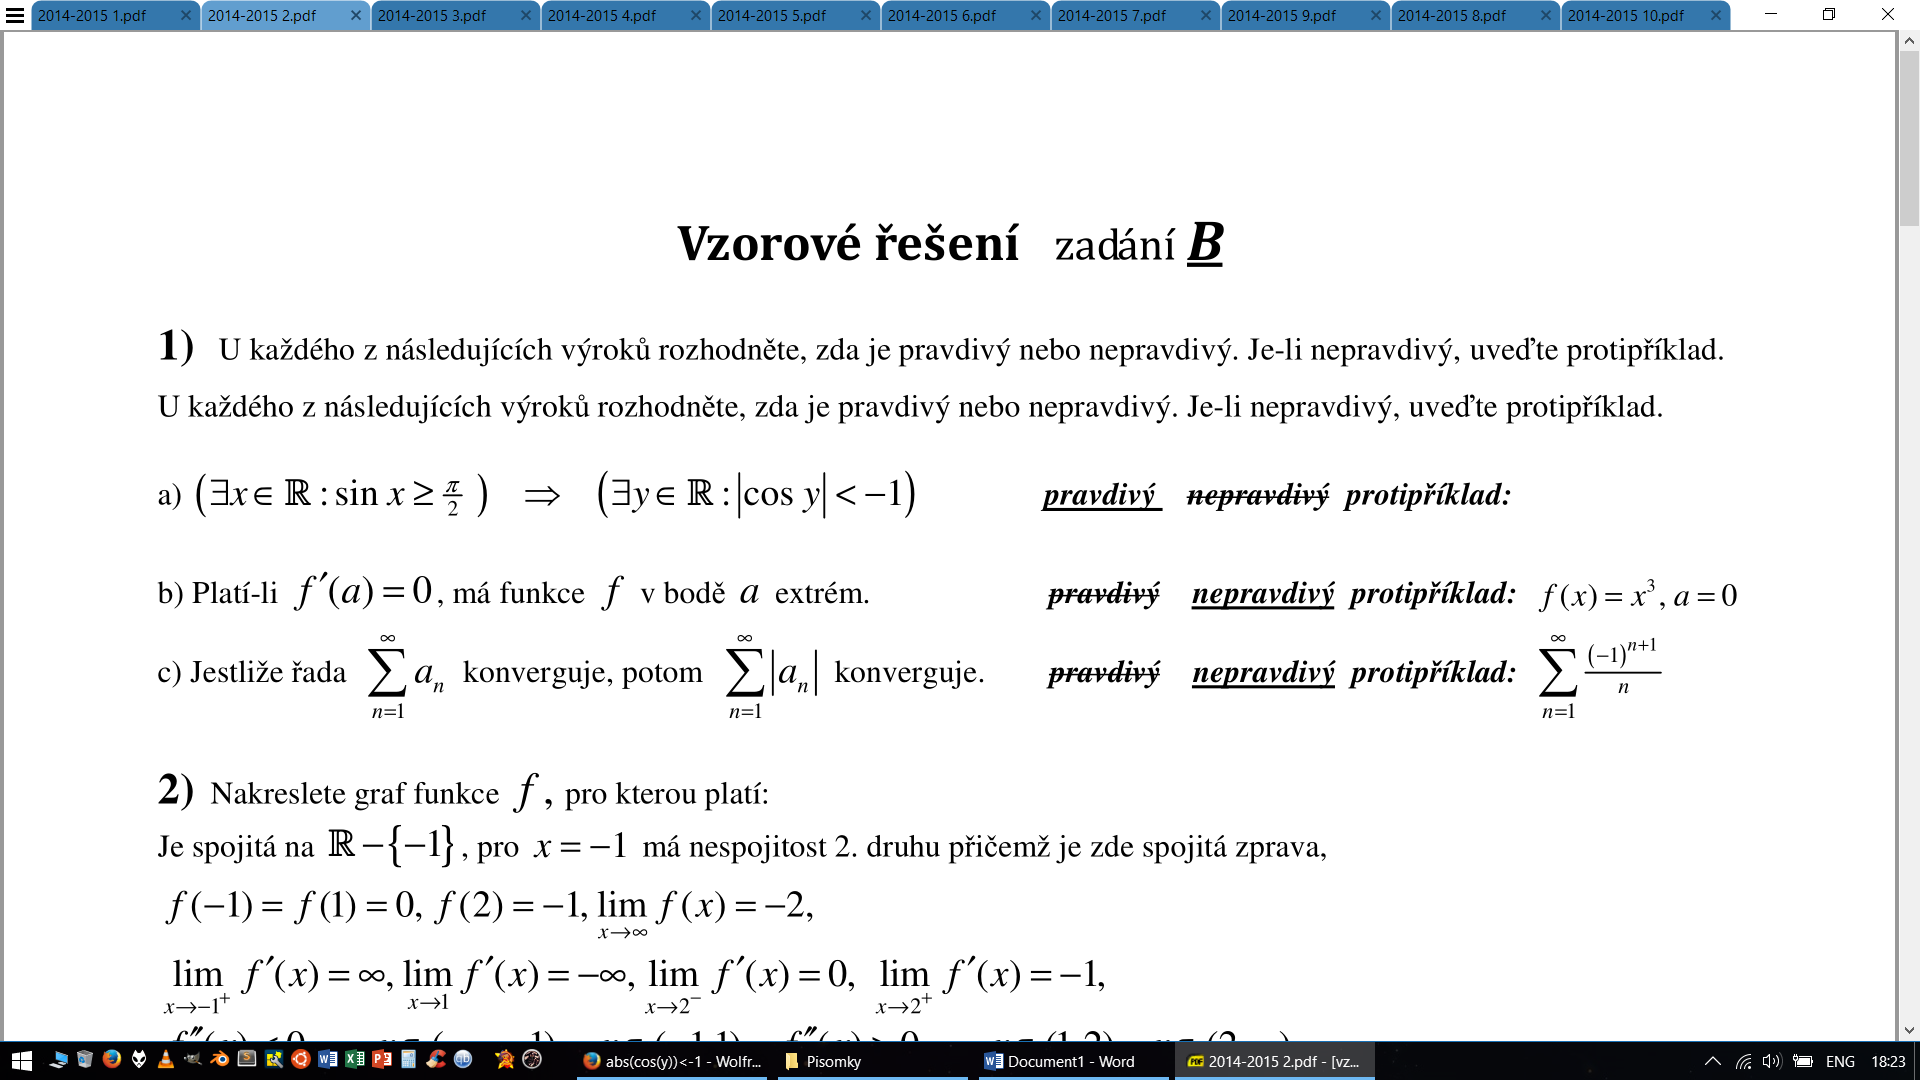 2014-2015 1.pdf 2014-2015 2.pdf 2014-2015 3.pdf 2014-2015 4.pdf 2014-2015 5.pdf 2014-2015 6.pdf 2014-2015 7.pdf 2014-2015 9.pdf 2014-2015 8.pdf 2014-2015 10.pdf
Vzorové řešení zadání B
1) U každého z následujících výroků rozhodněte, zda je pravdivý nebo nepravdivý. Je-li nepravdivý, uveďte protipříklad.
U každého z následujících výroků rozhodněte, zda je pravdivý nebo nepravdivý. Je-li nepravdivý, uveďte protipříklad.
a) (∃x∈ ℝ : sin x ≥ π/2 ) ⇒ (∃y∈ ℝ : |cos y| < −1) pravdivý nepravdivý protipříklad:
b) Platí-li f′(a) = 0, má funkce f v bodě a extrém. pravdivý nepravdivý protipříklad: f(x) = x³, a = 0
c) Jestliže řada ∑_{n=1}^{∞} a_n konverguje, potom ∑_{n=1}^{∞} |a_n| konverguje. pravdivý nepravdivý protipříklad: ∑_{n=1}^{∞} (−1)^{n+1}/n
2) Nakreslete graf funkce f, pro kterou platí:
Je spojitá na ℝ − {−1}, pro x = −1 má nespojitost 2. druhu přičemž je zde spojitá zprava,
f(−1) = f(1) = 0, f(2) = −1, lim_{x→∞} f(x) = −2,
lim_{x→−1⁺} f′(x) = ∞, lim_{x→1} f′(x) = −∞, lim_{x→2⁻} f′(x) = 0, lim_{x→2⁺} f′(x) = −1,
abs(cos(y))<-1 - Wolfr... Pisomky Document1 - Word 2014-2015 2.pdf - [vz... ENG 18:23